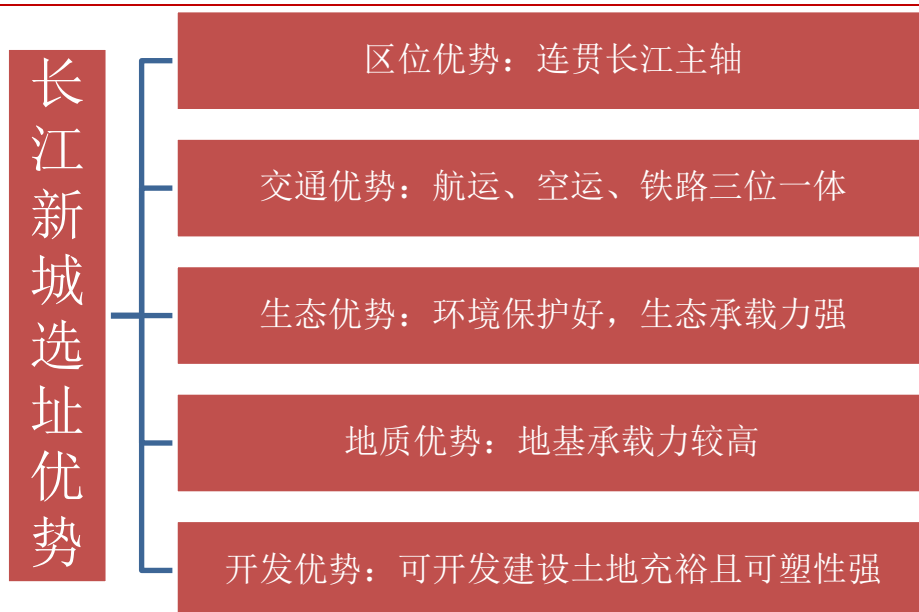 长江新城选址优势
区位优势：连贯长江主轴
交通优势：航运、空运、铁路三位一体
生态优势：环境保护好，生态承载力强
地质优势：地基承载力较高
开发优势：可开发建设土地充裕且可塑性强